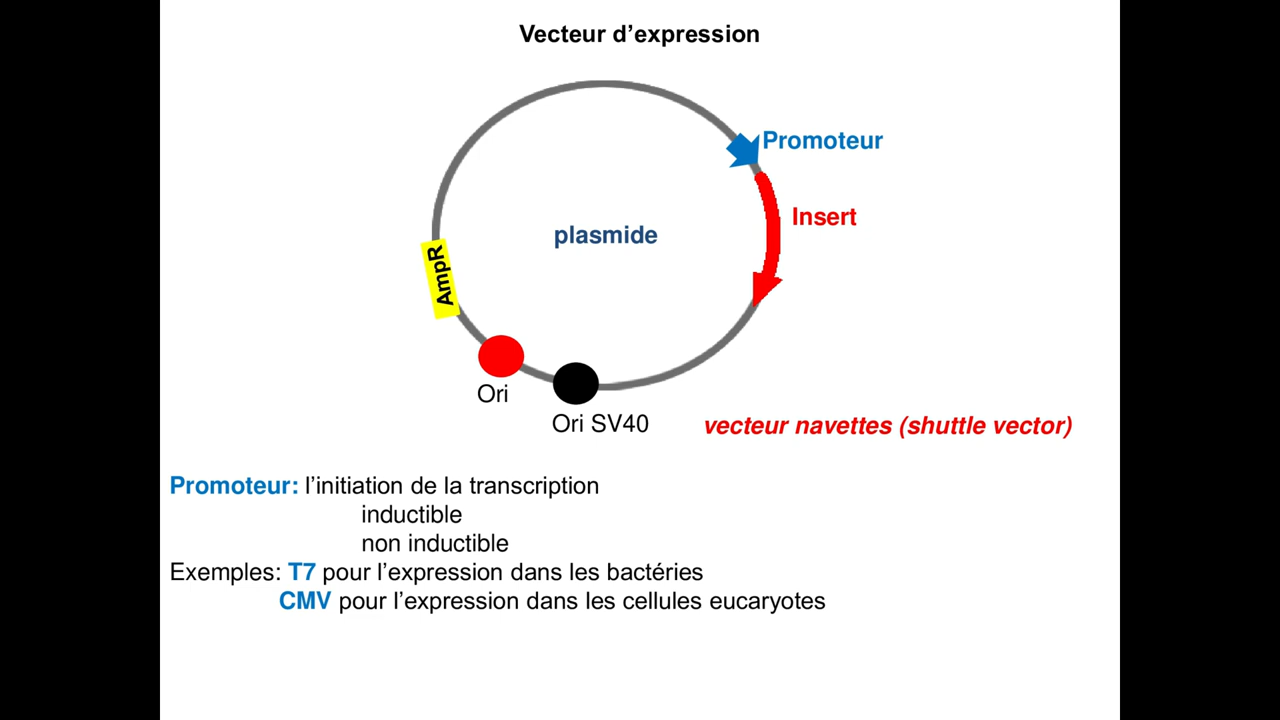 Vecteur d’expression
Promoteur
Insert
plasmide
AmpR
Ori
Ori SV40
vecteur navettes (shuttle vector)
Promoteur: l’initiation de la transcription
inductible
non inductible
Exemples: T7 pour l’expression dans les bactéries
CMV pour l’expression dans les cellules eucaryotes